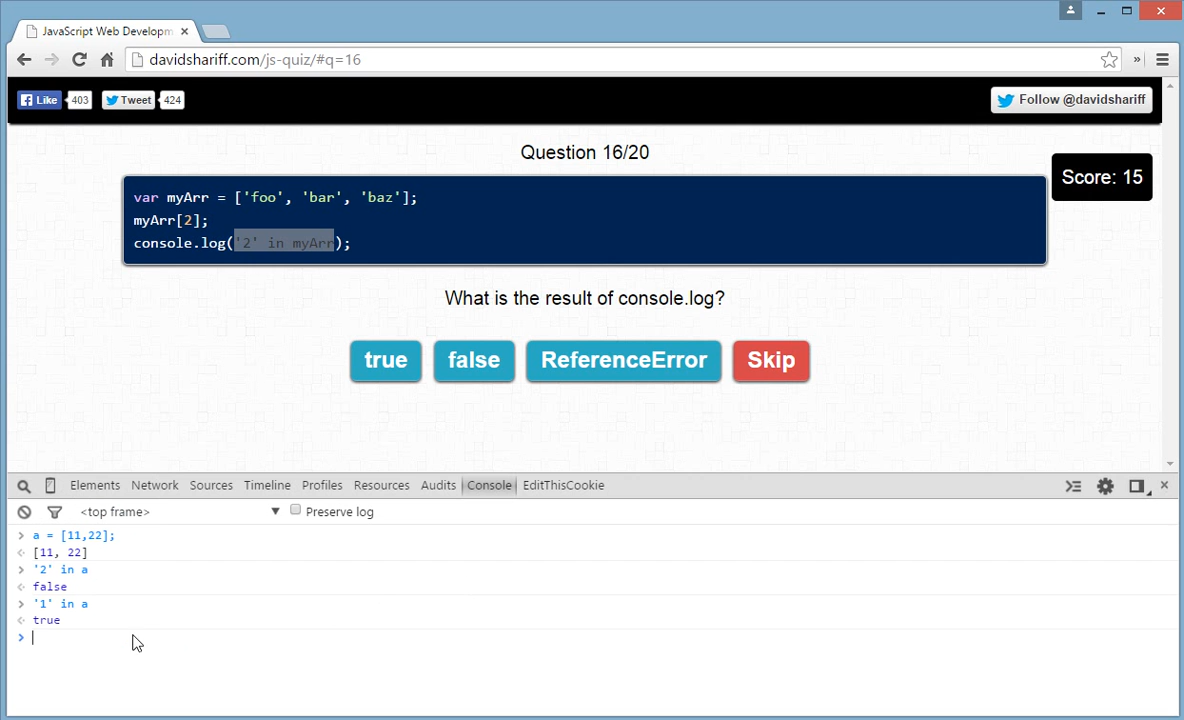 JavaScript Web Developm
davidshariff.com/js-quiz/#q=16
Like 403 Tweet 424
Follow @davidshariff
Question 16/20
Score: 15
var myArr = ['foo', 'bar', 'baz'];
myArr[2];
console.log('2' in myArr);
What is the result of console.log?
true false ReferenceError Skip
Elements Network Sources Timeline Profiles Resources Audits Console EditThisCookie
<top frame> Preserve log
> a = [11,22];
[11, 22]
> '2' in a
false
> '1' in a
true
>